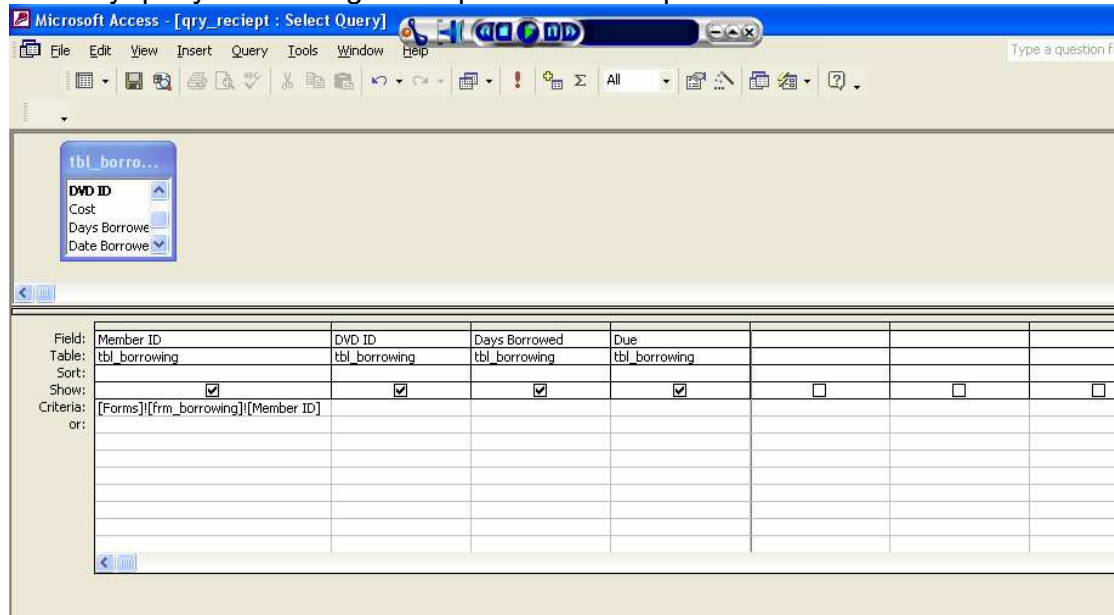 Microsoft Access - [qry_reciept : Select Query]
File Edit View Insert Query Tools Window Help
Type a question f
All
tbl_borro...
DVD ID
Cost
Days Borrowe
Date Borrowe
Field: Member ID DVD ID Days Borrowed Due
Table: tbl_borrowing tbl_borrowing tbl_borrowing tbl_borrowing
Sort:
Show:
Criteria: [Forms]![frm_borrowing]![Member ID]
or: